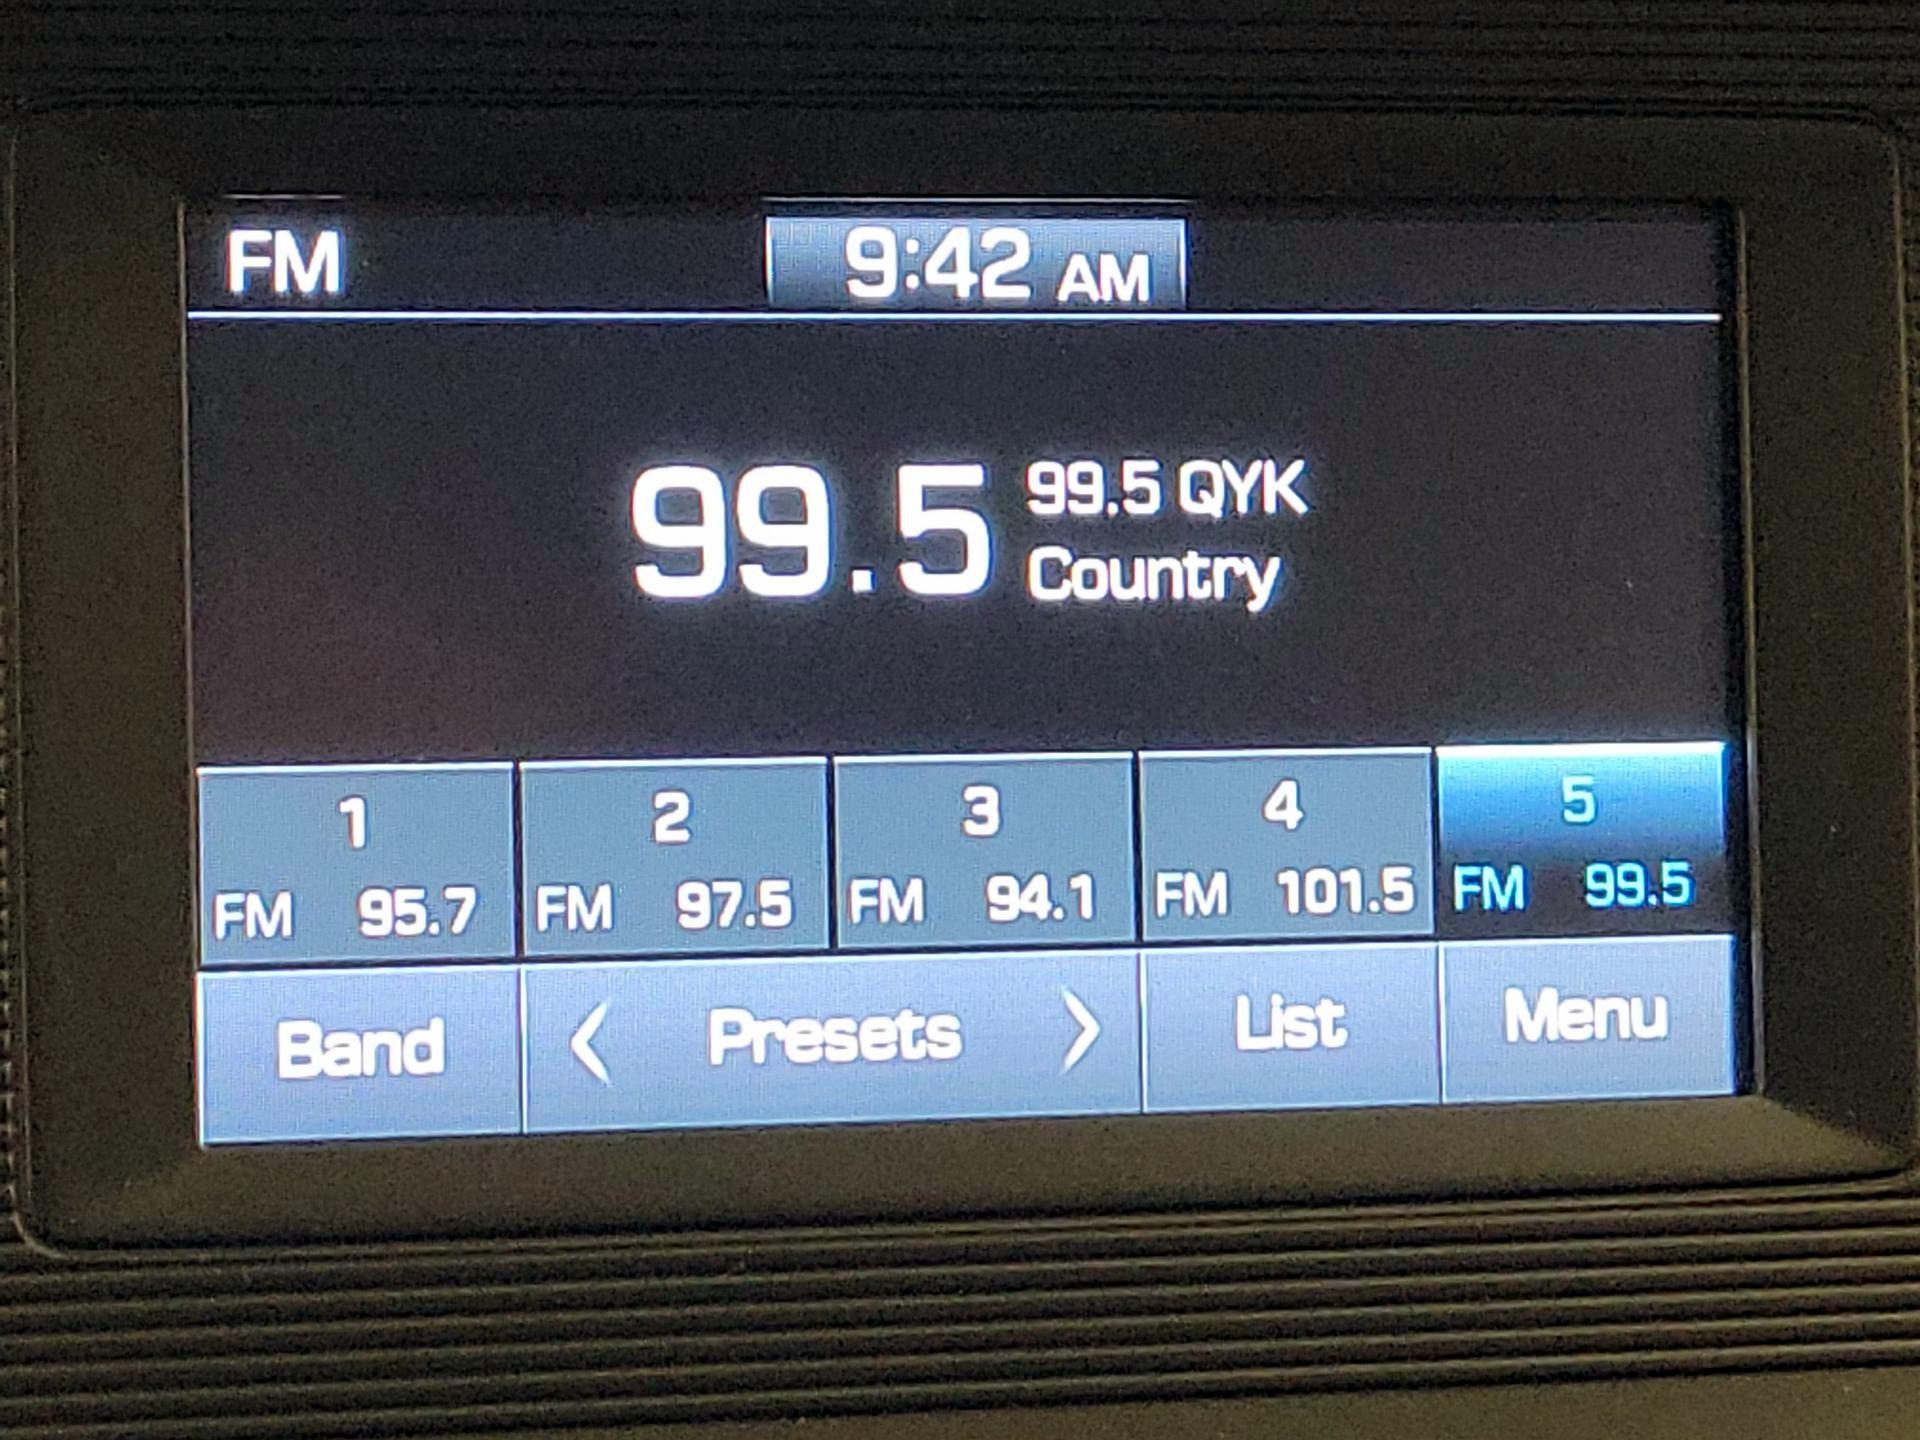 FM 9:42 AM
99.5 99.5 QYK
Country
1 2 3 4 5
FM 95.7 FM 97.5 FM 94.1 FM 101.5 FM 99.5
Band < Presets > List Menu